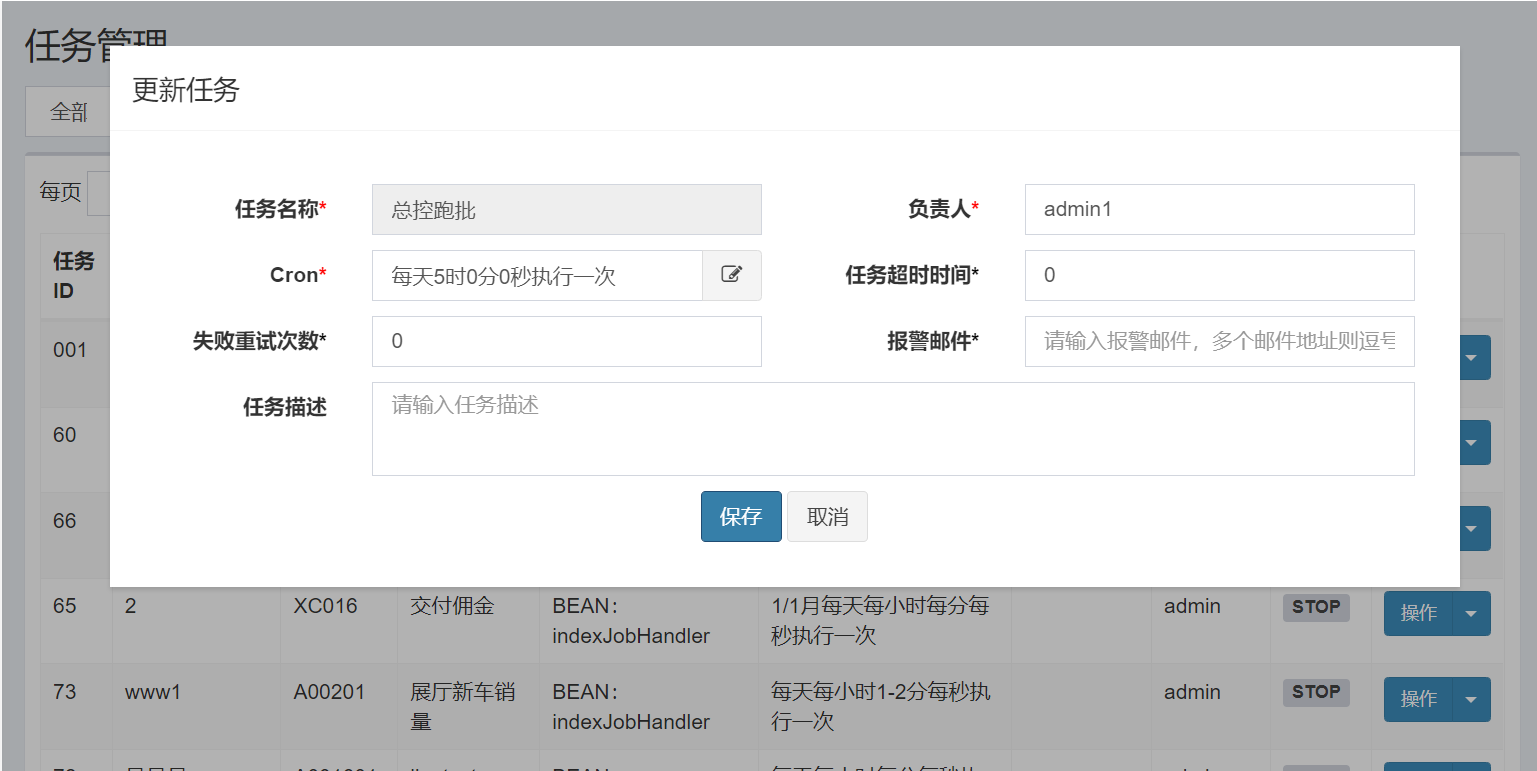 任务管理
更新任务
全部
每页
任务名称* 总控跑批 负责人* admin1
Cron* 每天5时0分0秒执行一次 任务超时时间* 0
失败重试次数* 0 报警邮件* 请输入报警邮件，多个邮件地址则逗号
任务描述 请输入任务描述
保存 取消
任务
ID
001
60
66
65 2 XC016 交付佣金 BEAN： 1/1月每天每小时每分每 admin STOP 操作
indexJobHandler 秒执行一次
73 www1 A00201 展厅新车销 BEAN： 每天每小时1-2分每秒执 admin STOP 操作
量 indexJobHandler 行一次